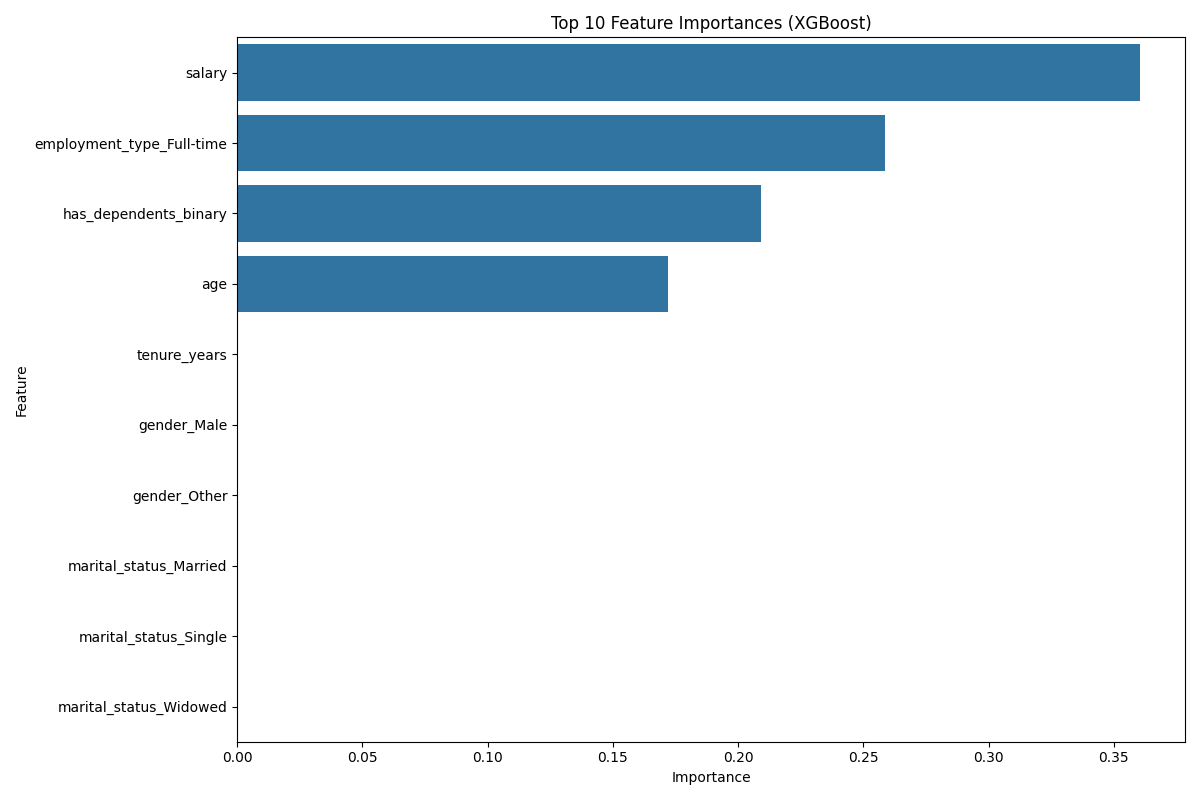 Top 10 Feature Importances (XGBoost)
salary
employment_type_Full-time
has_dependents_binary
age
tenure_years
gender_Male
gender_Other
marital_status_Married
marital_status_Single
marital_status_Widowed
Feature
0.00 0.05 0.10 0.15 0.20 0.25 0.30 0.35
Importance